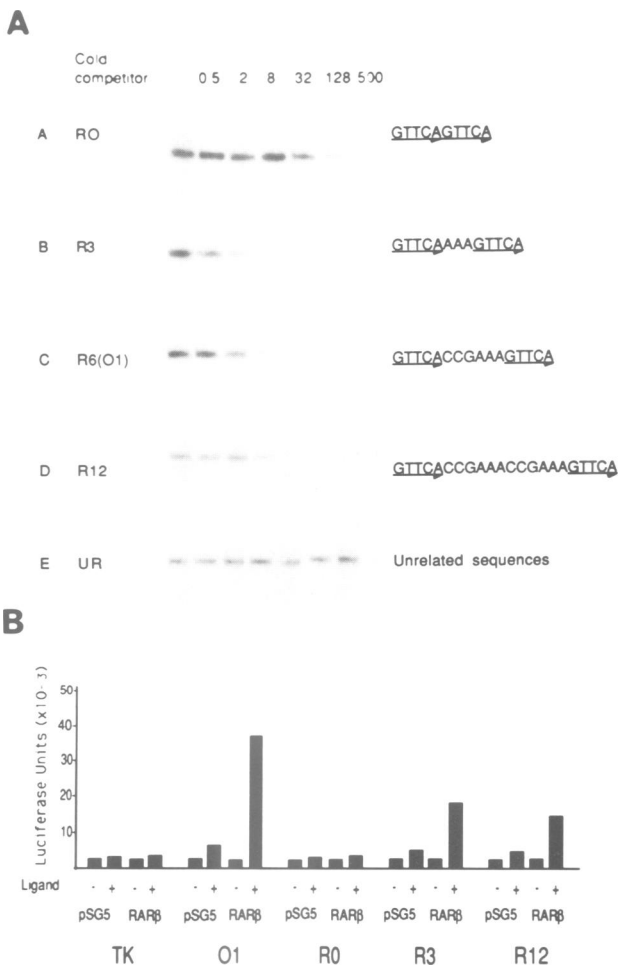 A
Cold
competitor 0 5 2 8 32 128 500
A RO GTTCAGTTCA
B R3 GTTCAAAAGTTCA
C R6(O1) GTTCACCGAAAGTTCA
D R12 GTTCACCGAAACCGAAAGTTCA
E UR Unrelated sequences
B
Luciferase Units (x10-3)
50
40
30
20
10
Ligand - + - + - + - + - + - + - + - + - + - +
pSG5 RARβ pSG5 RARβ pSG5 RARβ pSG5 RARβ pSG5 RARβ
TK O1 R0 R3 R12